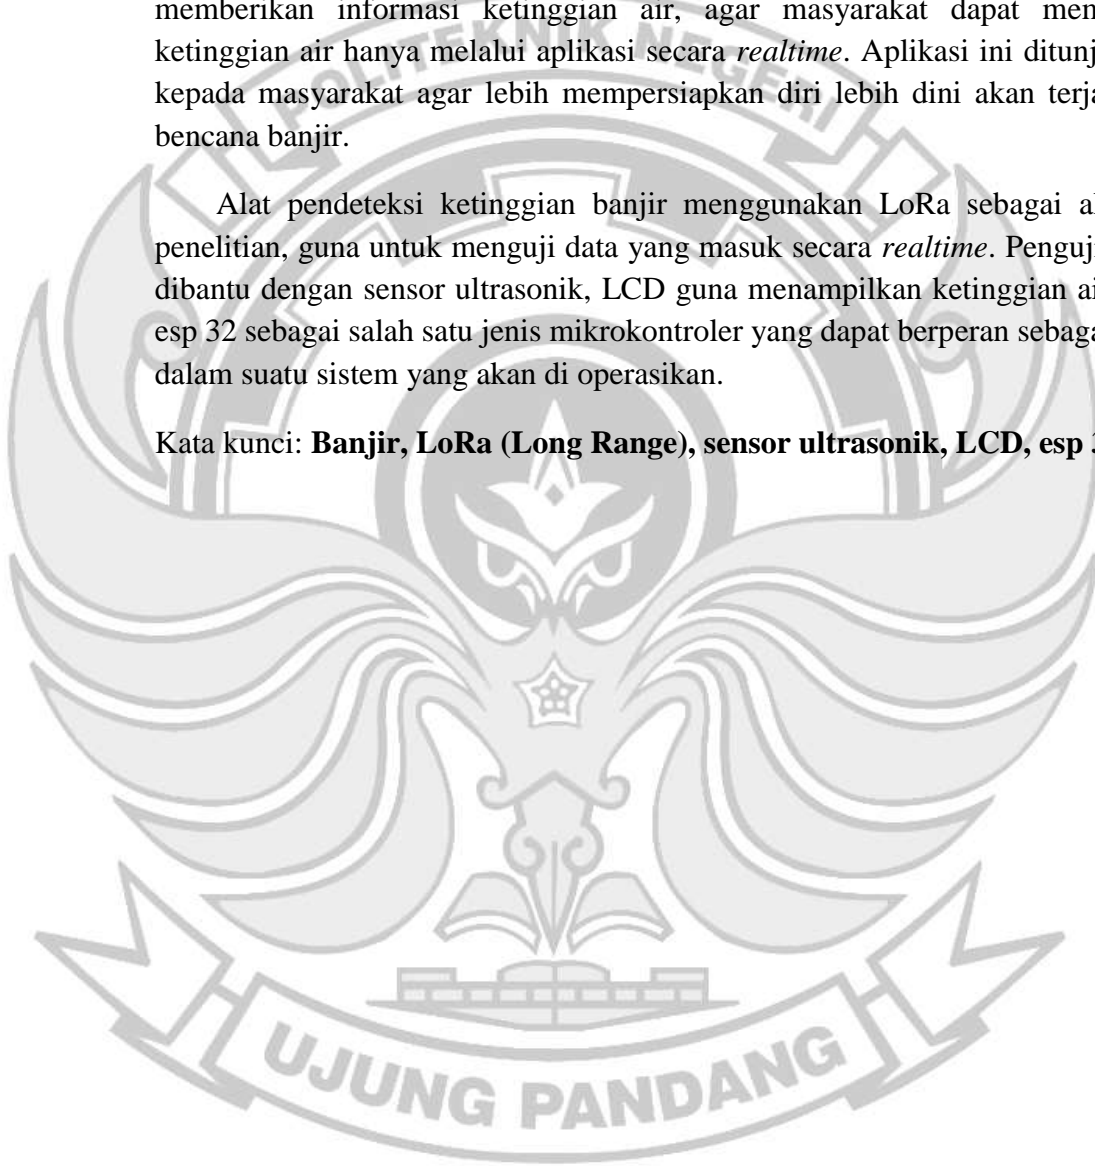 memberikan informasi ketinggian air, agar masyarakat dapat men
ketinggian air hanya melalui aplikasi secara realtime. Aplikasi ini ditunj
kepada masyarakat agar lebih mempersiapkan diri lebih dini akan terja
bencana banjir.
Alat pendeteksi ketinggian banjir menggunakan LoRa sebagai al
penelitian, guna untuk menguji data yang masuk secara realtime. Penguji
dibantu dengan sensor ultrasonik, LCD guna menampilkan ketinggian ai
esp 32 sebagai salah satu jenis mikrokontroler yang dapat berperan sebaga
dalam suatu sistem yang akan di operasikan.
Kata kunci: Banjir, LoRa (Long Range), sensor ultrasonik, LCD, esp 3
POLITEKNIK NEGERI
UJUNG PANDANG